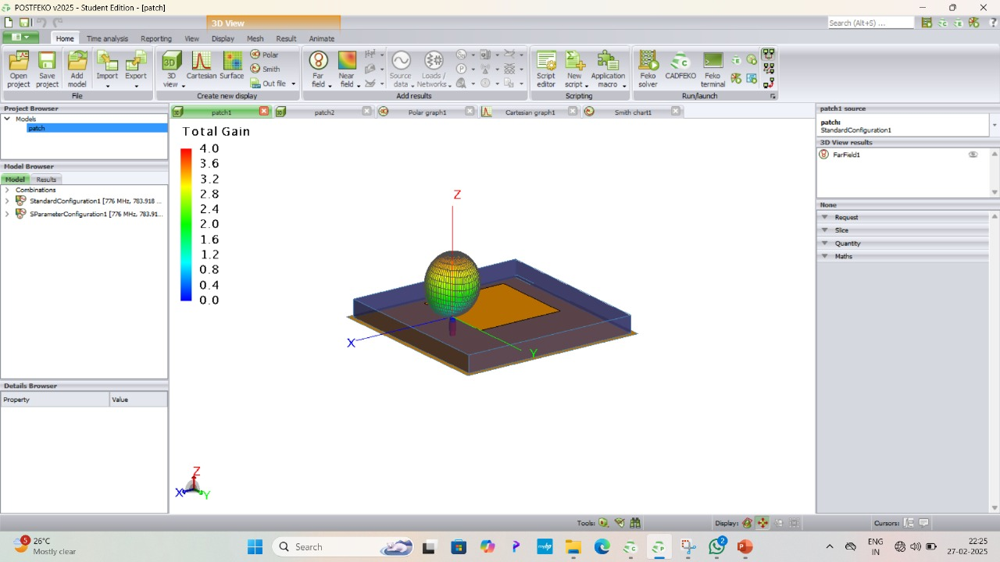 POSTFEKO v2025 - Student Edition - [patch]
3D View
Search (Alt+S) ...
Home Time analysis Reporting View Display Mesh Result Animate
Open project
Save project
Add model
Import
Export
File
3D view
Cartesian
Surface
Polar
Smith
Out file
Create new display
Far field
Near field
Source data
Loads / Networks
Add results
Script editor
New script
Application macro
Scripting
Feko solver
CADFEKO
Feko terminal
Run/launch
Project Browser
Models
patch
Model Browser
Model Results
Combinations
StandardConfiguration1 [776 MHz, 783.918 ...
SParameterConfiguration1 [776 MHz, 783.91...
Details Browser
Property Value
patch1 patch2 Polar graph1 Cartesian graph1 Smith chart1
Total Gain
4.0
3.6
3.2
2.8
2.4
2.0
1.6
1.2
0.8
0.4
0.0
Z
X
Y
Z
X
Y
patch1 source
patch:
StandardConfiguration1
3D View results
FarField1
None
Request
Slice
Quantity
Maths
Tools: Display: Cursors:
5
26°C
Mostly clear
Search
myhp
2
ENG
IN
22:25
27-02-2025